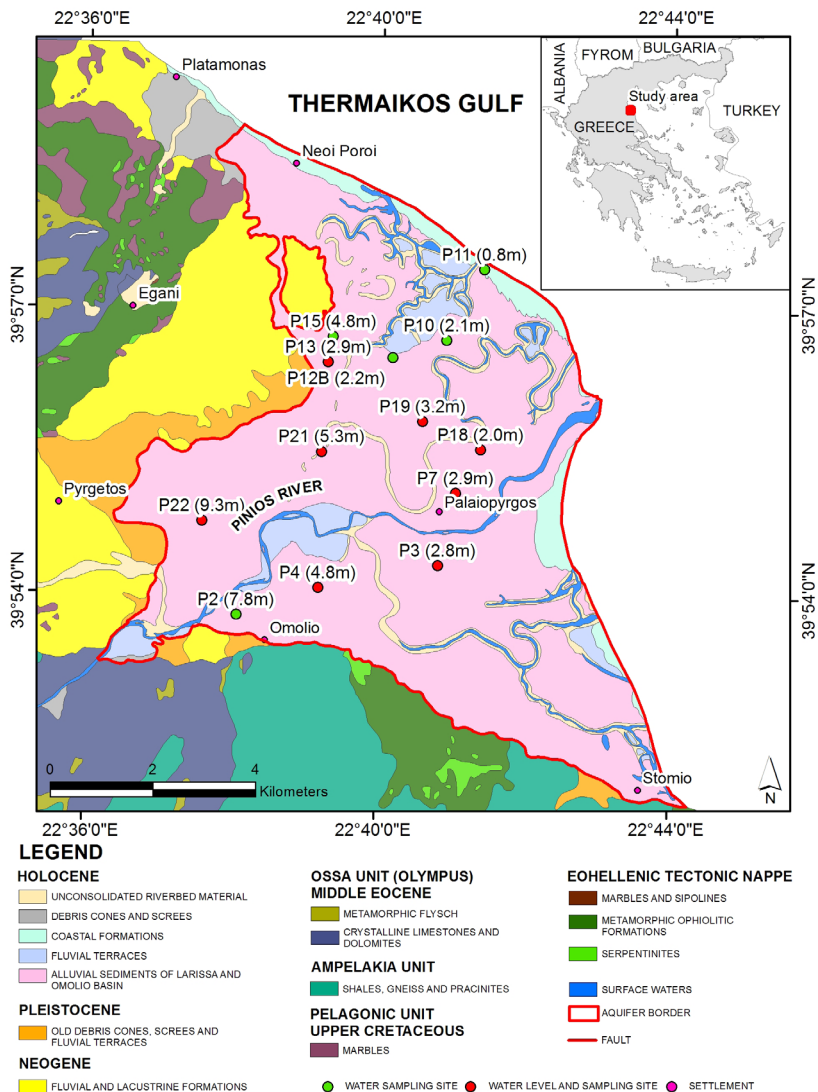 22°36'0"E
22°40'0"E
22°44'0"E
Platamonas
THERMAIKOS GULF
ALBANIA
FYROM
BULGARIA
Study area
GREECE
TURKEY
Neoi Poroi
P11 (0.8m)
39°57'0"N
Egani
39°57'0"N
P15 (4.8m)
P10 (2.1m)
P13 (2.9m)
P12B (2.2m)
P19 (3.2m)
P21 (5.3m)
P18 (2.0m)
P7 (2.9m)
Pyrgetos
Palaiopyrgos
P22 (9.3m)
PINIOS RIVER
P3 (2.8m)
39°54'0"N
P4 (4.8m)
39°54'0"N
P2 (7.8m)
Omolio
0 2 4
Kilometers
Stomio
N
22°36'0"E
22°40'0"E
22°44'0"E
LEGEND
HOLOCENE
UNCONSOLIDATED RIVERBED MATERIAL
DEBRIS CONES AND SCREES
COASTAL FORMATIONS
FLUVIAL TERRACES
ALLUVIAL SEDIMENTS OF LARISSA AND
OMOLIO BASIN
PLEISTOCENE
OLD DEBRIS CONES, SCREES AND
FLUVIAL TERRACES
NEOGENE
FLUVIAL AND LACUSTRINE FORMATIONS
OSSA UNIT (OLYMPUS)
MIDDLE EOCENE
METAMORPHIC FLYSCH
CRYSTALLINE LIMESTONES AND
DOLOMITES
AMPELAKIA UNIT
SHALES, GNEISS AND PRACINITES
PELAGONIC UNIT
UPPER CRETACEOUS
MARBLES
EOHELLENIC TECTONIC NAPPE
MARBLES AND SIPOLINES
METAMORPHIC OPHIOLITIC
FORMATIONS
SERPENTINITES
SURFACE WATERS
AQUIFER BORDER
FAULT
WATER SAMPLING SITE
WATER LEVEL AND SAMPLING SITE
SETTLEMENT